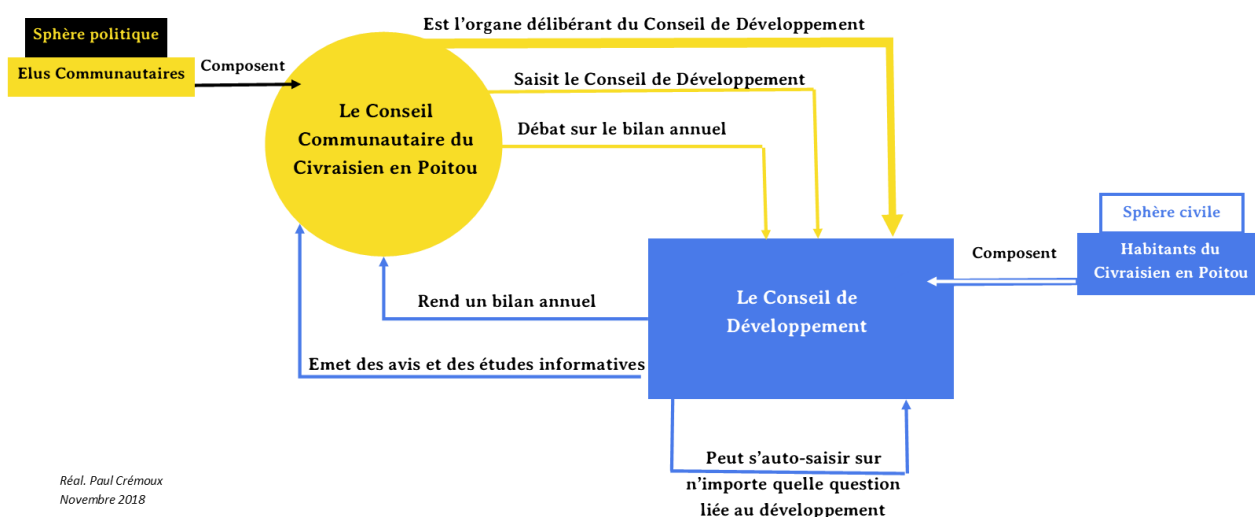 Est l'organe délibérant du Conseil de Développement
Sphère politique
Elus Communautaires
Composent
Saisit le Conseil de Développement
Le Conseil
Communautaire du
Civraisien en Poitou
Débat sur le bilan annuel
Sphère civile
Habitants du
Civraisien en Poitou
Composent
Le Conseil de
Développement
Rend un bilan annuel
Emet des avis et des études informatives
Peut s'auto-saisir sur
n'importe quelle question
liée au développement
Réal. Paul Crémoux
Novembre 2018